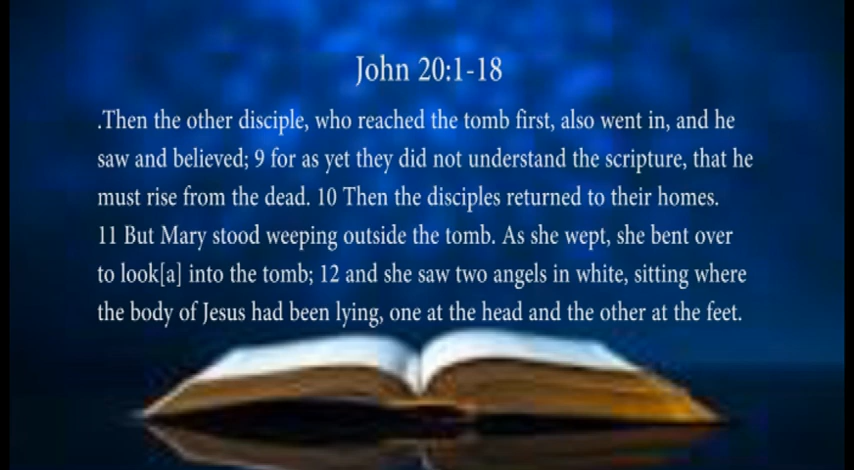 John 20:1-18
.Then the other disciple, who reached the tomb first, also went in, and he
saw and believed; 9 for as yet they did not understand the scripture, that he
must rise from the dead. 10 Then the disciples returned to their homes.
11 But Mary stood weeping outside the tomb. As she wept, she bent over
to look[a] into the tomb; 12 and she saw two angels in white, sitting where
the body of Jesus had been lying, one at the head and the other at the feet.